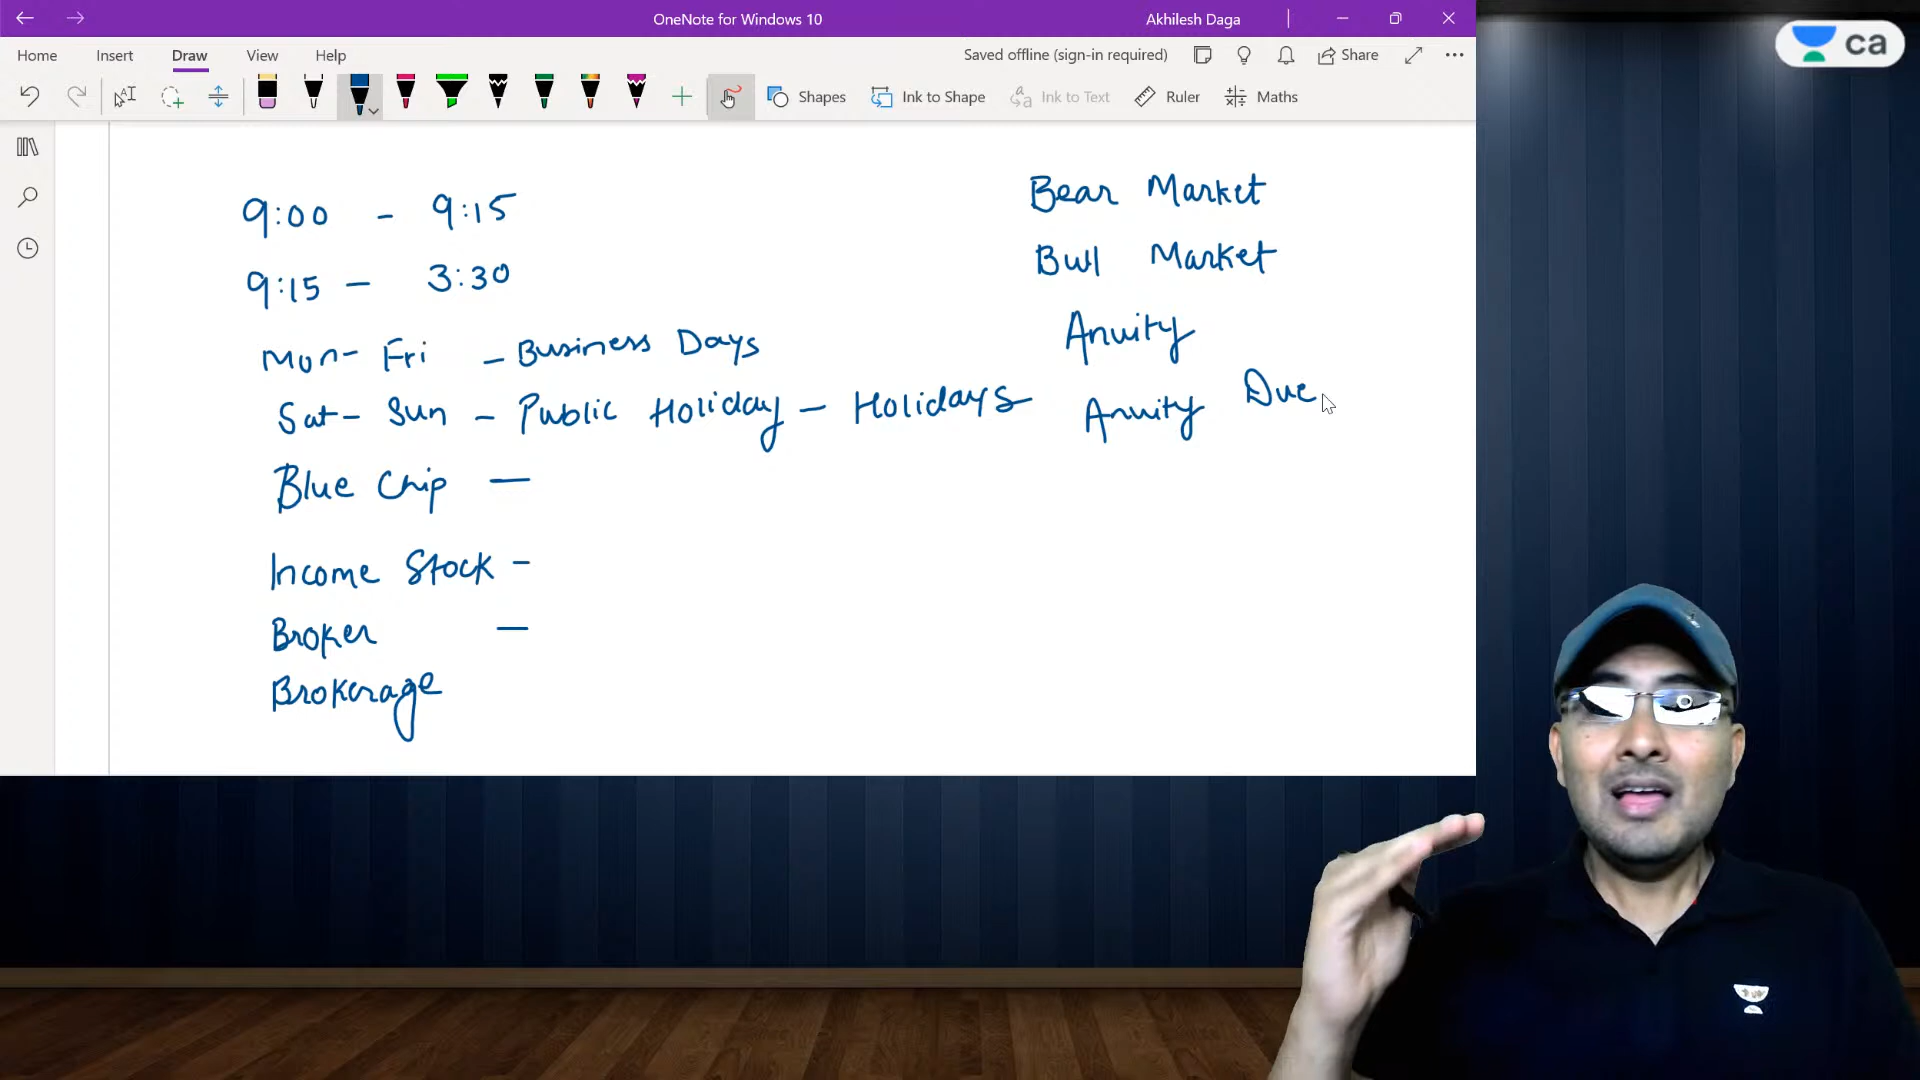 OneNote for Windows 10
Akhilesh Daga
ca
Home Insert Draw View Help
Saved offline (sign-in required)
Share
Shapes
Ink to Shape
Ink to Text
Ruler
Maths
9:00 - 9:15
9:15 - 3:30
Mon - Fri - Business Days
Sat - Sun - Public Holiday - Holidays
Blue Chip -
Income Stock -
Broker -
Brokerage
Bear Market
Bull Market
Anuity
Anuity Due